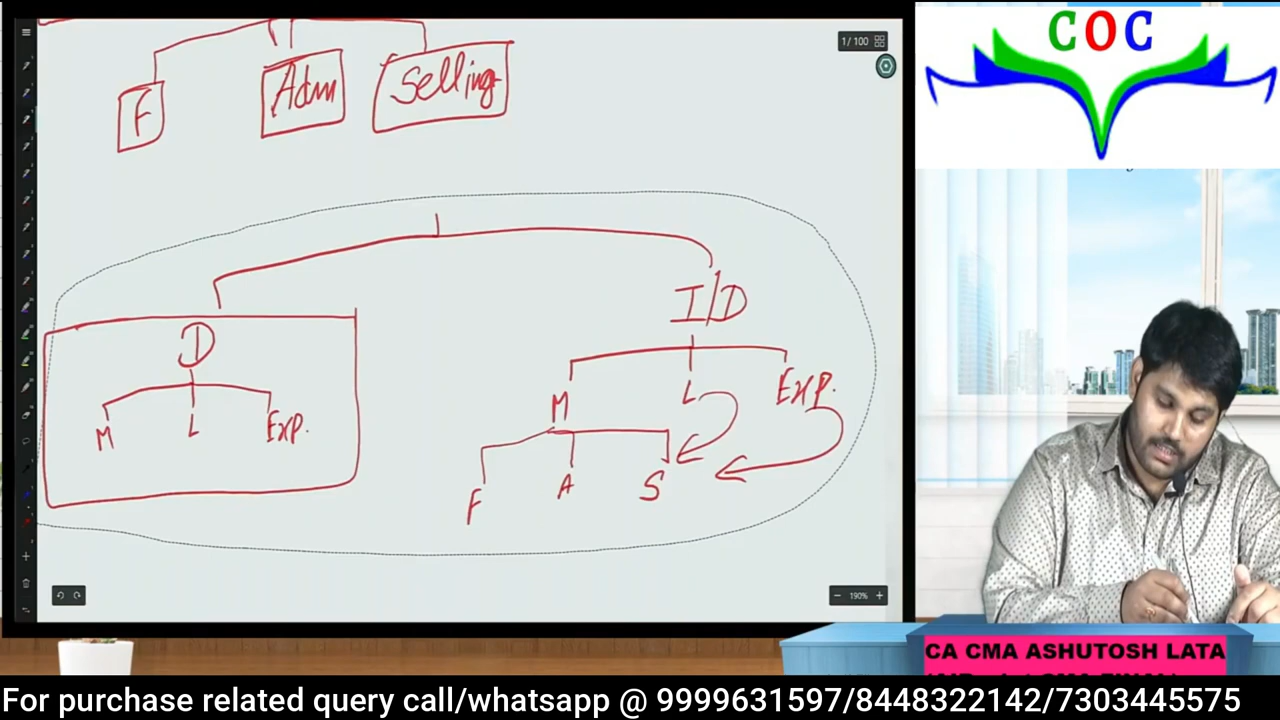 F Adm Selling
1/100
COC
D I/D
M L Exp. M L Exp.
F A S
190%
CA CMA ASHUTOSH LATA
For purchase related query call/whatsapp @ 9999631597/8448322142/7303445575